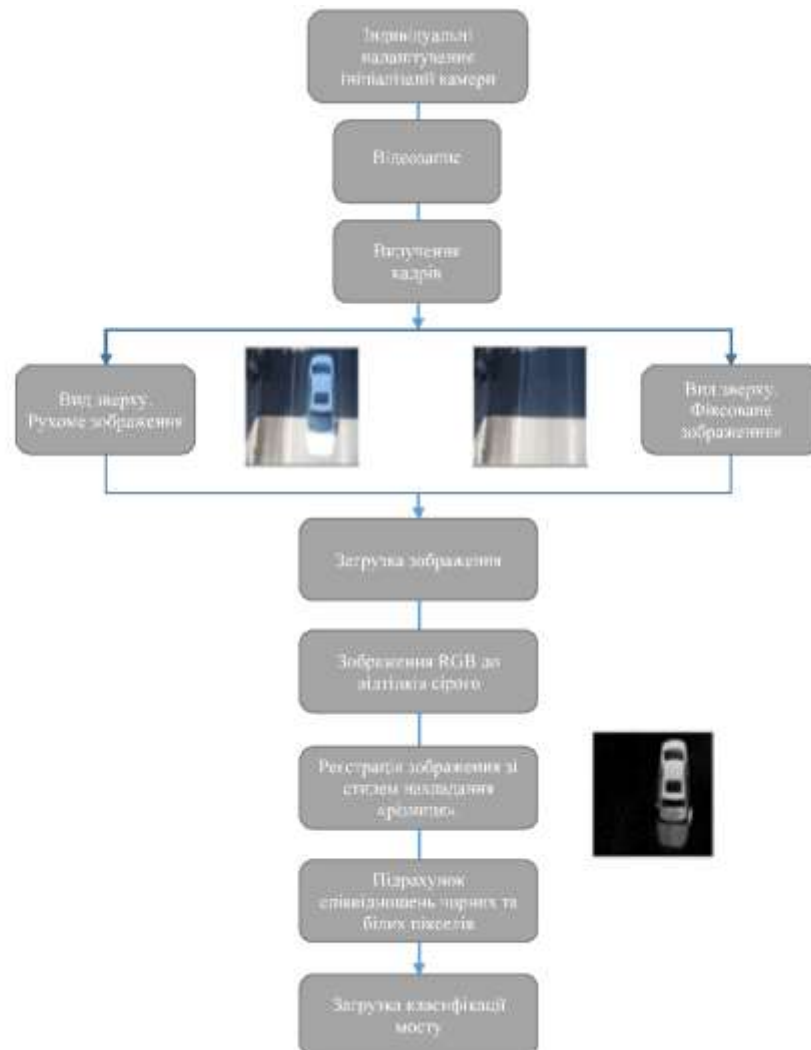 Індивідуальні
налаштування
ініціалізації камери
Відеозапис
Вилучення
кадрів
Вид зверху.
Рухоме зображення
Вид зверху.
Фіксоване
зображення
Загрузка зображення
Зображення RGB до
відтінків сірого
Реєстрація зображення зі
стилем накладання
«різниця»
Підрахунок
співвідношень чорних та
білих пікселів
Загрузка класифікації
мосту